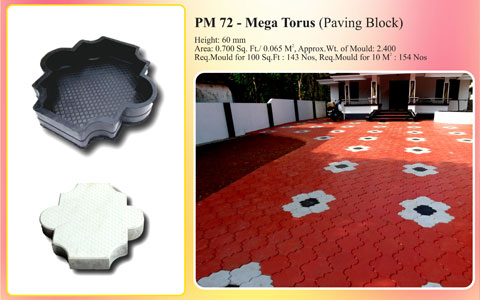 PM 72 - Mega Torus (Paving Block)
Height: 60 mm
Area: 0.700 Sq. Ft./ 0.065 M², Approx.Wt. of Mould: 2.400
Req.Mould for 100 Sq.Ft : 143 Nos, Req.Mould for 10 M² : 154 Nos